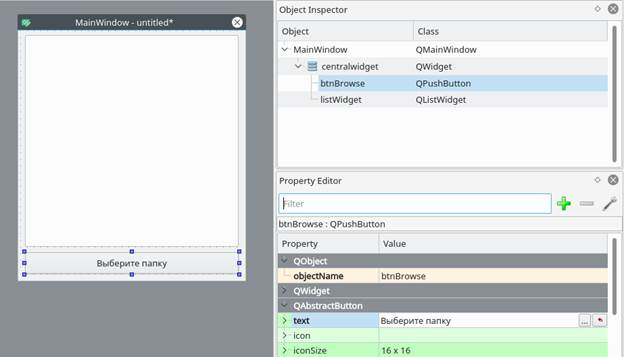 MainWindow - untitled*
Выберите папку
Object Inspector
Object Class
MainWindow QMainWindow
centralwidget QWidget
btnBrowse QPushButton
listWidget QListWidget
Property Editor
Filter
btnBrowse : QPushButton
Property Value
QObject
objectName btnBrowse
QWidget
QAbstractButton
text Выберите папку ...
icon
iconSize 16 x 16